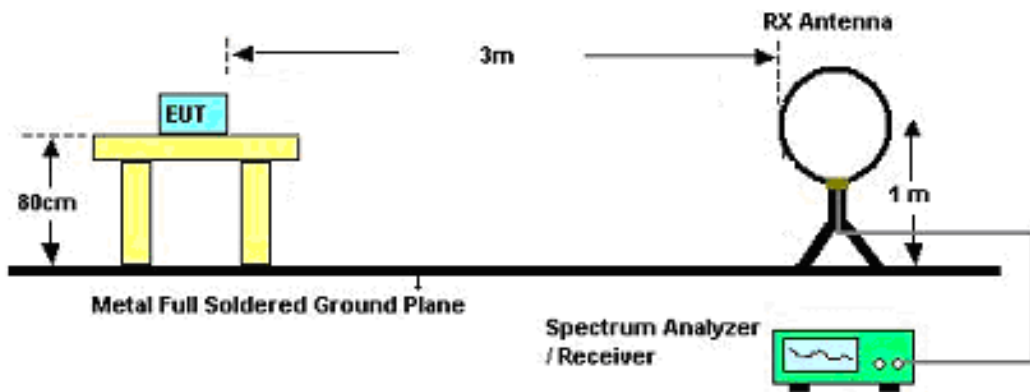 RX Antenna
3m
EUT
80cm
1 m
Metal Full Soldered Ground Plane
Spectrum Analyzer
/ Receiver